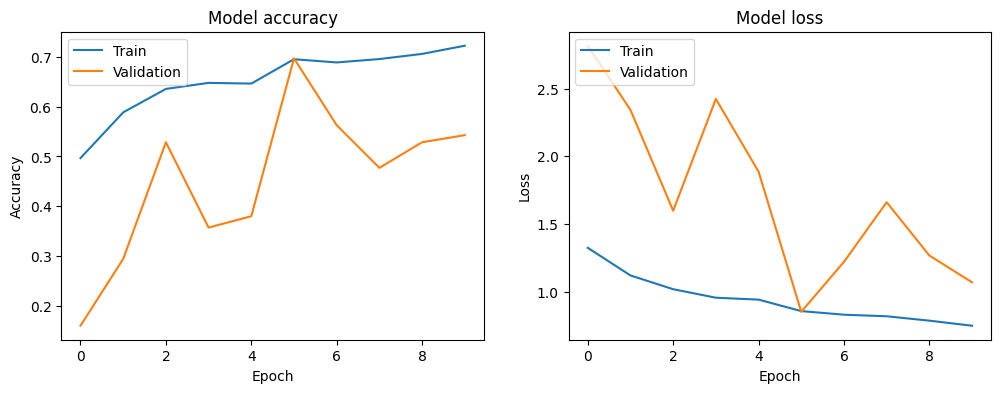 Model accuracy
Train
Validation
0.7
0.6
0.5
0.4
0.3
0.2
Accuracy
0
2
4
6
8
Epoch
Model loss
Train
Validation
2.5
2.0
1.5
1.0
Loss
0
2
4
6
8
Epoch